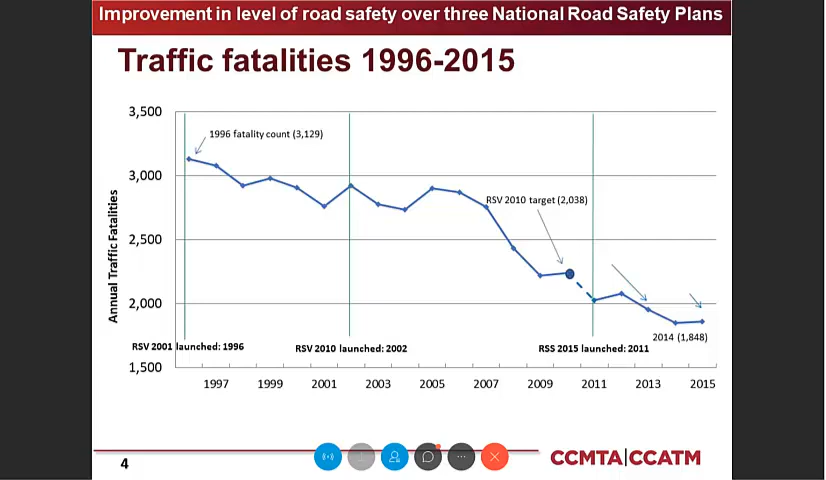 Improvement in level of road safety over three National Road Safety Plans
Traffic fatalities 1996-2015
3,500
1996 fatality count (3,129)
3,000
RSV 2010 target (2,038)
2,500
Annual Traffic Fatalities
2,000
2014 (1,848)
RSV 2001 launched: 1996
RSV 2010 launched: 2002
RSS 2015 launched: 2011
1,500
1997 1999 2001 2003 2005 2007 2009 2011 2013 2015
4
CCMTA|CCATM